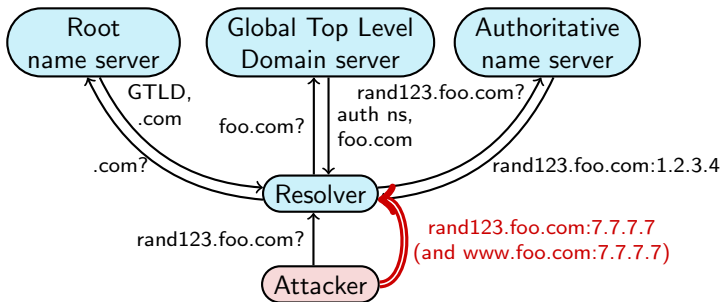 Root
name server
Global Top Level
Domain server
Authoritative
name server
GTLD,
.com
.com?
foo.com?
auth ns,
foo.com
rand123.foo.com?
rand123.foo.com:1.2.3.4
Resolver
rand123.foo.com?
rand123.foo.com:7.7.7.7
(and www.foo.com:7.7.7.7)
Attacker